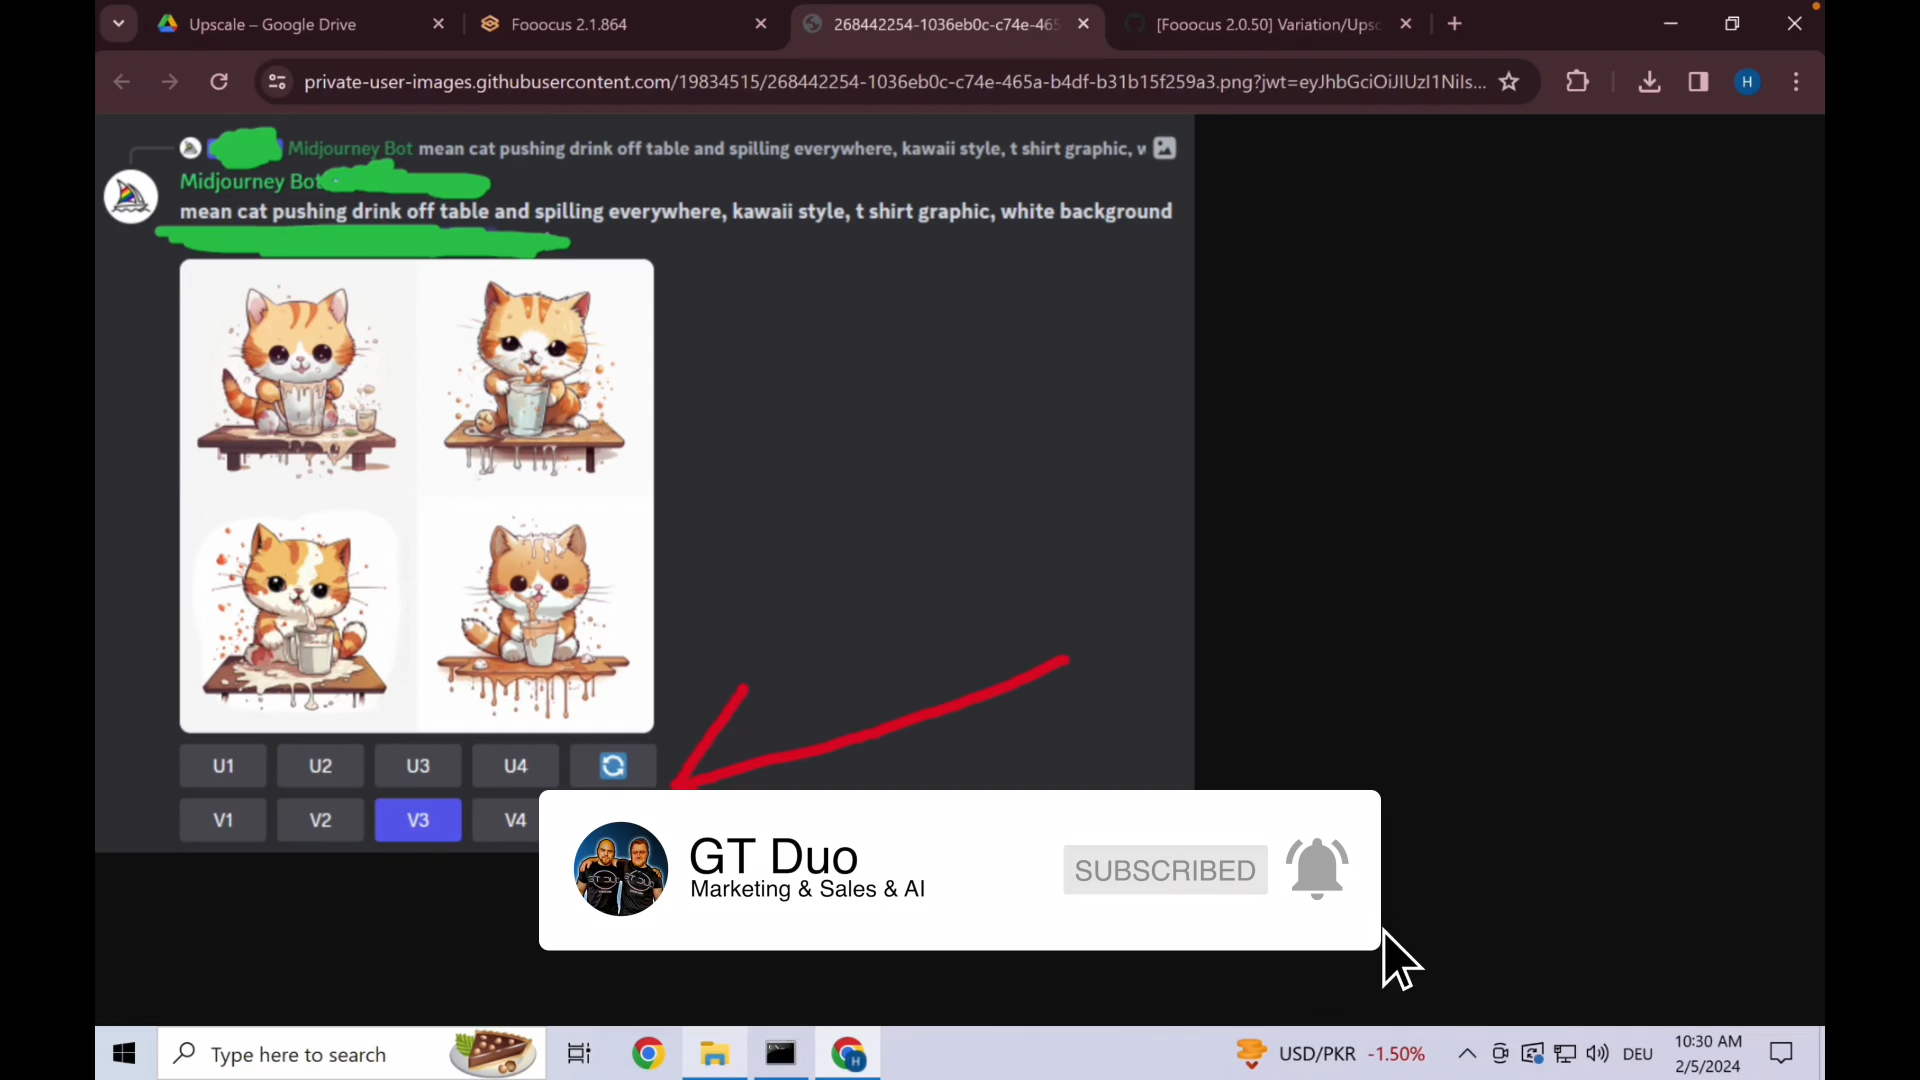 Upscale – Google Drive
Fooocus 2.1.864
268442254-1036eb0c-c74e-465
[Fooocus 2.0.50] Variation/Upsc
private-user-images.githubusercontent.com/19834515/268442254-1036eb0c-c74e-465a-b4df-b31b15f259a3.png?jwt=eyJhbGciOiJIUzI1NiIs...
H
Midjourney Bot mean cat pushing drink off table and spilling everywhere, kawaii style, t shirt graphic, w
Midjourney Bot
mean cat pushing drink off table and spilling everywhere, kawaii style, t shirt graphic, white background
U1 U2 U3 U4
V1 V2 V3 V4
GT Duo
Marketing & Sales & AI
SUBSCRIBED
Type here to search
H
USD/PKR -1.50%
DEU
10:30 AM
2/5/2024